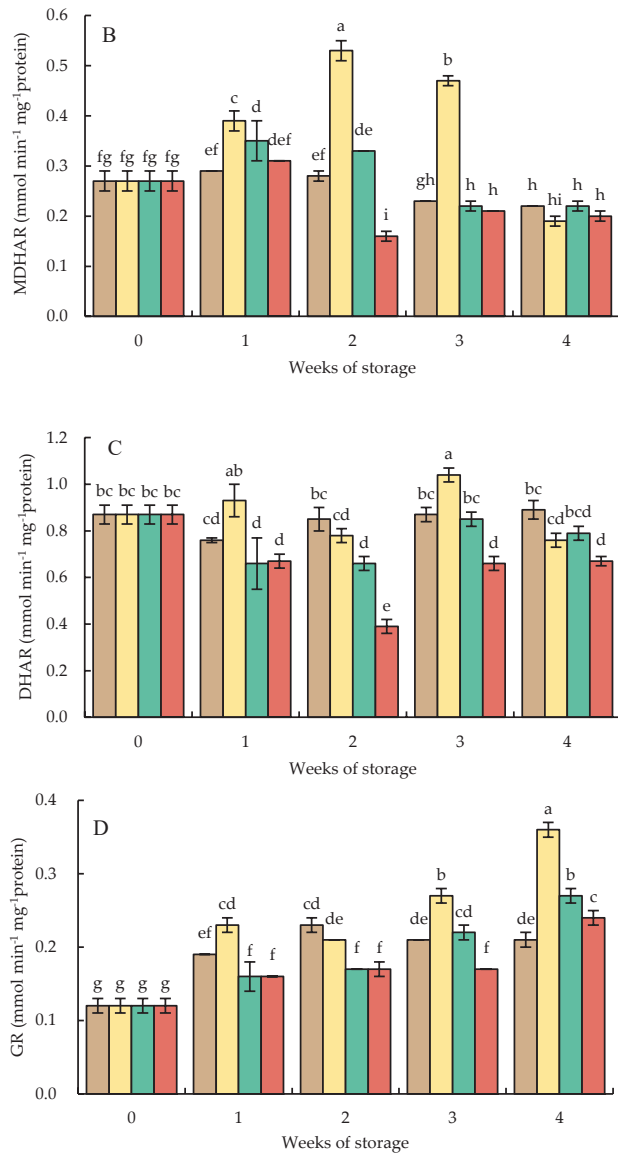 B
MDHAR (mmol min⁻¹ mg⁻¹protein)
0.6
0.5
0.4
0.3
0.2
0.1
0.0
fg fg fg fg
ef c d def
ef a de i
gh b h h
h hi h h
0 1 2 3 4
Weeks of storage
C
DHAR (mmol min⁻¹ mg⁻¹protein)
1.2
1.0
0.8
0.6
0.4
0.2
0.0
bc bc bc bc
cd ab d d
bc cd d e
bc a bc d
bc cd bcd d
0 1 2 3 4
Weeks of storage
D
GR (mmol min⁻¹ mg⁻¹protein)
0.4
0.3
0.2
0.1
0.0
g g g g
ef cd f f
cd de f f
de b cd f
de a b c
0 1 2 3 4
Weeks of storage